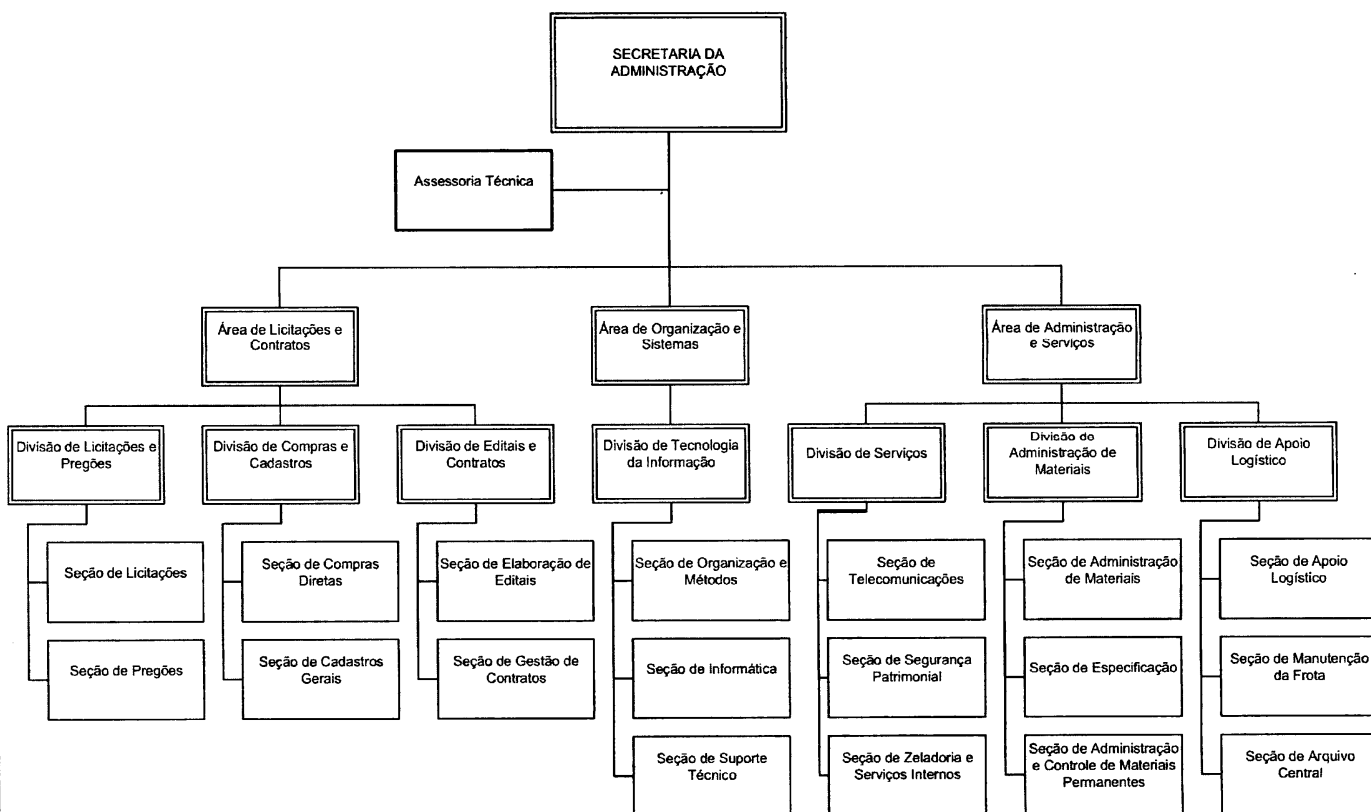 SECRETARIA DA
ADMINISTRAÇÃO
Assessoria Técnica
Área de Licitações e
Contratos
Área de Organização e
Sistemas
Área de Administração
e Serviços
Divisão de Licitações e
Pregões
Divisão de Compras e
Cadastros
Divisão de Editais e
Contratos
Divisão de Tecnologia
da Informação
Divisão de Serviços
Divisão de
Administração de
Materiais
Divisão de Apoio
Logístico
Seção de Licitações
Seção de Compras
Diretas
Seção de Elaboração de
Editais
Seção de Organização e
Métodos
Seção de
Telecomunicações
Seção de Administração
de Materiais
Seção de Apoio
Logístico
Seção de Pregões
Seção de Cadastros
Gerais
Seção de Gestão de
Contratos
Seção de Informática
Seção de Segurança
Patrimonial
Seção de Especificação
Seção de Manutenção
da Frota
Seção de Suporte
Técnico
Seção de Zeladoria e
Serviços Internos
Seção de Administração
e Controle de Materiais
Permanentes
Seção de Arquivo
Central